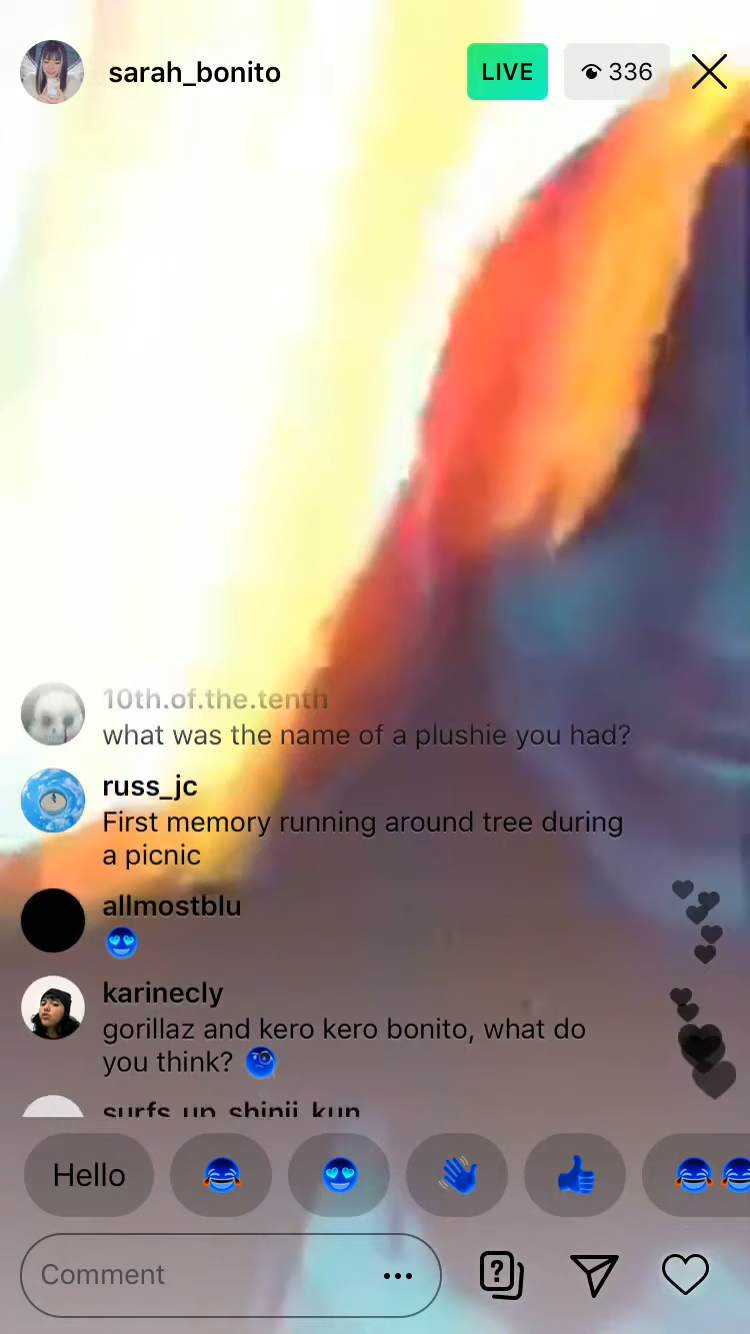 sarah_bonito
LIVE
336
10th.of.the.tenth
what was the name of a plushie you had?
russ_jc
First memory running around tree during
a picnic
allmostblu
karinecly
gorillaz and kero kero bonito, what do
you think?
surfs_up_shinji_kun
Hello
Comment